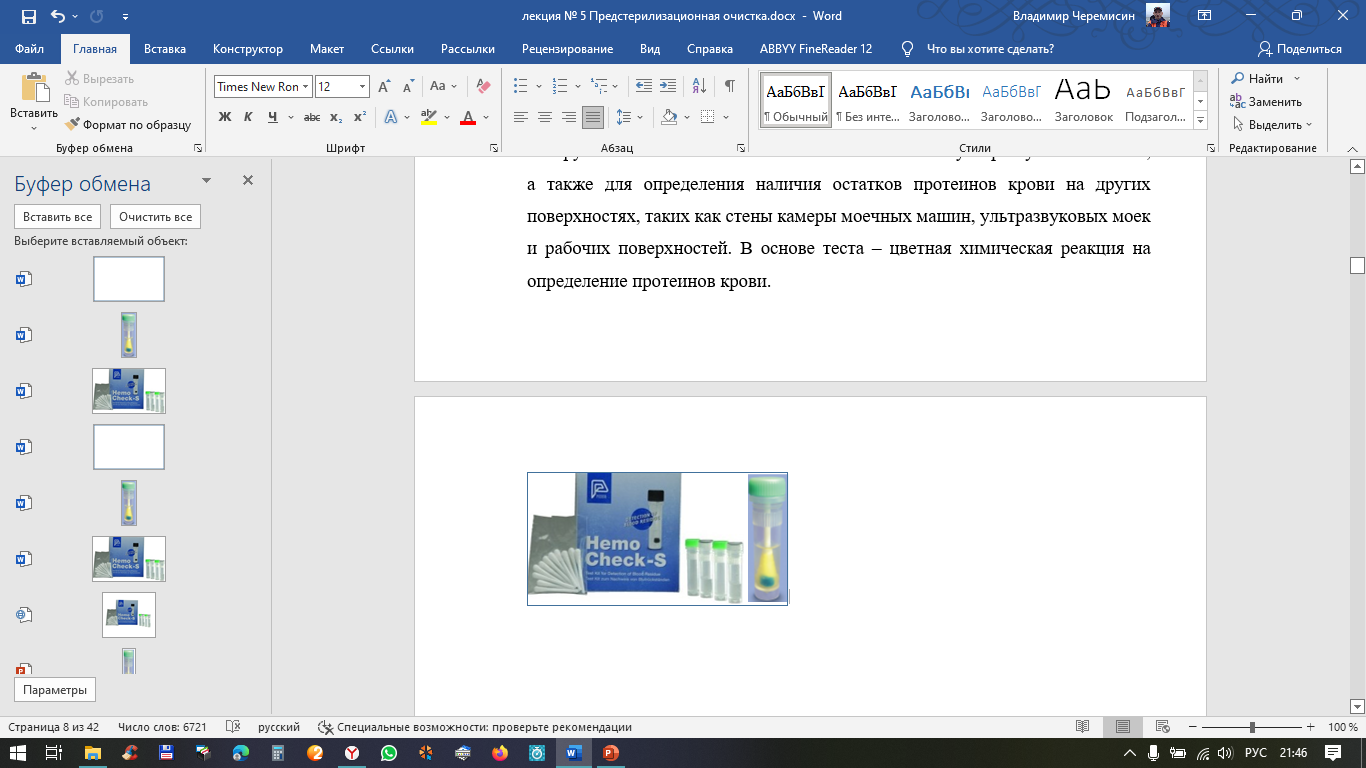 лекция № 5 Предстерилизационная очистка.docx - Word
Владимир Черемисин
Файл Главная Вставка Конструктор Макет Ссылки Рассылки Рецензирование Вид Справка ABBYY FineReader 12 Что вы хотите сделать? Поделиться
Вставить
Вырезать
Копировать
Формат по образцу
Буфер обмена
Times New Ron 12
Шрифт
Абзац
АаБбВвГ АаБбВвГ АаБбВı АаБбВвГ АаЬ АаБбВвГ
¶ Обычный ¶ Без инте... Заголово... Заголово... Заголовок Подзагол...
Стили
Найти
Заменить
Выделить
Редактирование
Буфер обмена
Вставить все Очистить все
Выберите вставляемый объект:
Параметры
а также для определения наличия остатков протеинов крови на других
поверхностях, таких как стены камеры моечных машин, ультразвуковых моек
и рабочих поверхностей. В основе теста – цветная химическая реакция на
определение протеинов крови.
Hemo
Check-S
Страница 8 из 42 Число слов: 6721 русский Специальные возможности: проверьте рекомендации 100 %
РУС 21:46